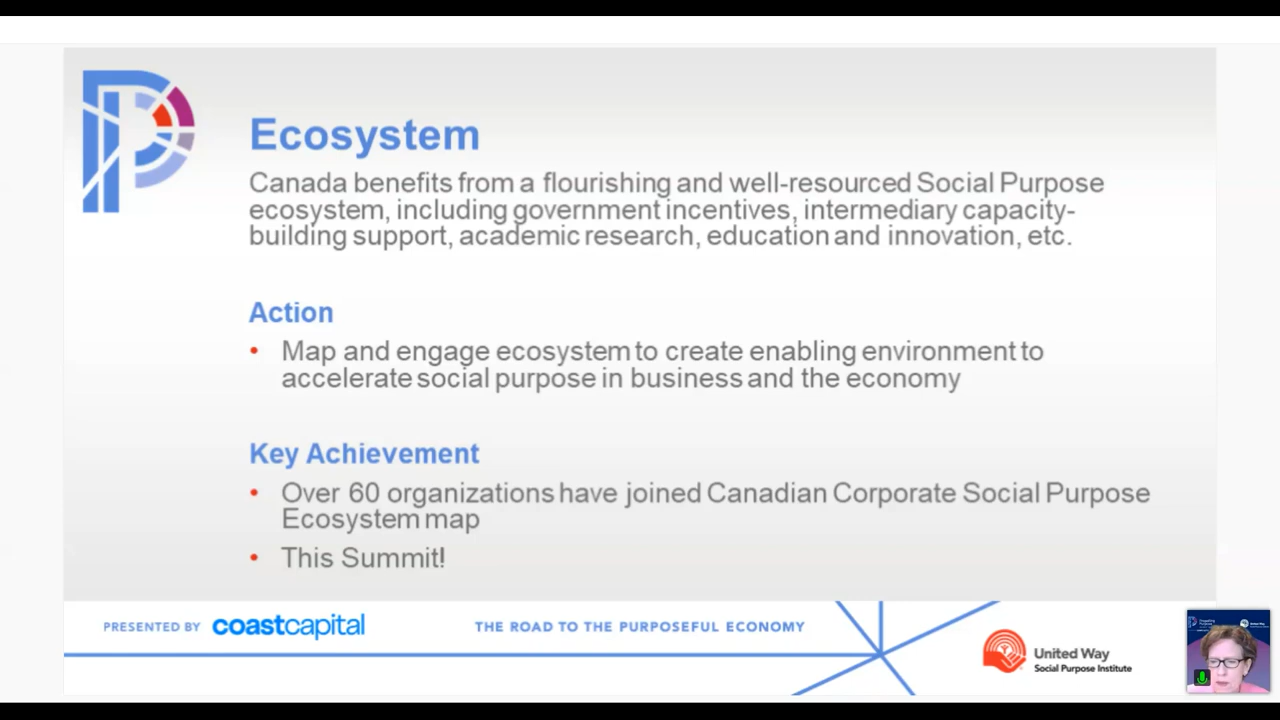 Ecosystem
Canada benefits from a flourishing and well-resourced Social Purpose
ecosystem, including government incentives, intermediary capacity-
building support, academic research, education and innovation, etc.
Action
• Map and engage ecosystem to create enabling environment to
accelerate social purpose in business and the economy
Key Achievement
• Over 60 organizations have joined Canadian Corporate Social Purpose
Ecosystem map
• This Summit!
PRESENTED BY coastcapital
THE ROAD TO THE PURPOSEFUL ECONOMY
United Way
Social Purpose Institute